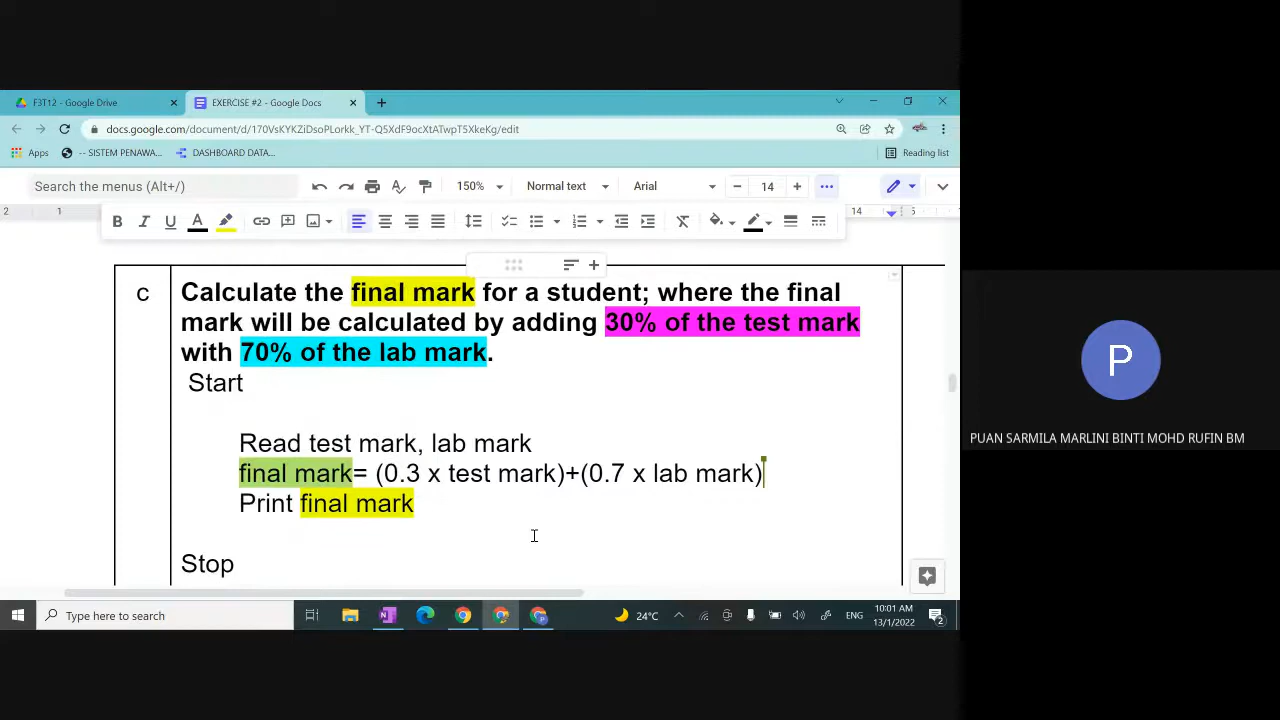 F3T12 - Google Drive
EXERCISE #2 - Google Docs
docs.google.com/document/d/170VsKYKZiDsoPLorkk_YT-Q5XdF9ocXtATwpT5XkeKg/edit
Apps
-- SISTEM PENAWA...
DASHBOARD DATA...
Reading list
Search the menus (Alt+/)
150%
Normal text
Arial
14
2
1
14
15
c
Calculate the final mark for a student; where the final
mark will be calculated by adding 30% of the test mark
with 70% of the lab mark.
Start
Read test mark, lab mark
final mark= (0.3 x test mark)+(0.7 x lab mark)
Print final mark
Stop
P
PUAN SARMILA MARLINI BINTI MOHD RUFIN BM
Type here to search
24°C
ENG
10:01 AM
13/1/2022
2